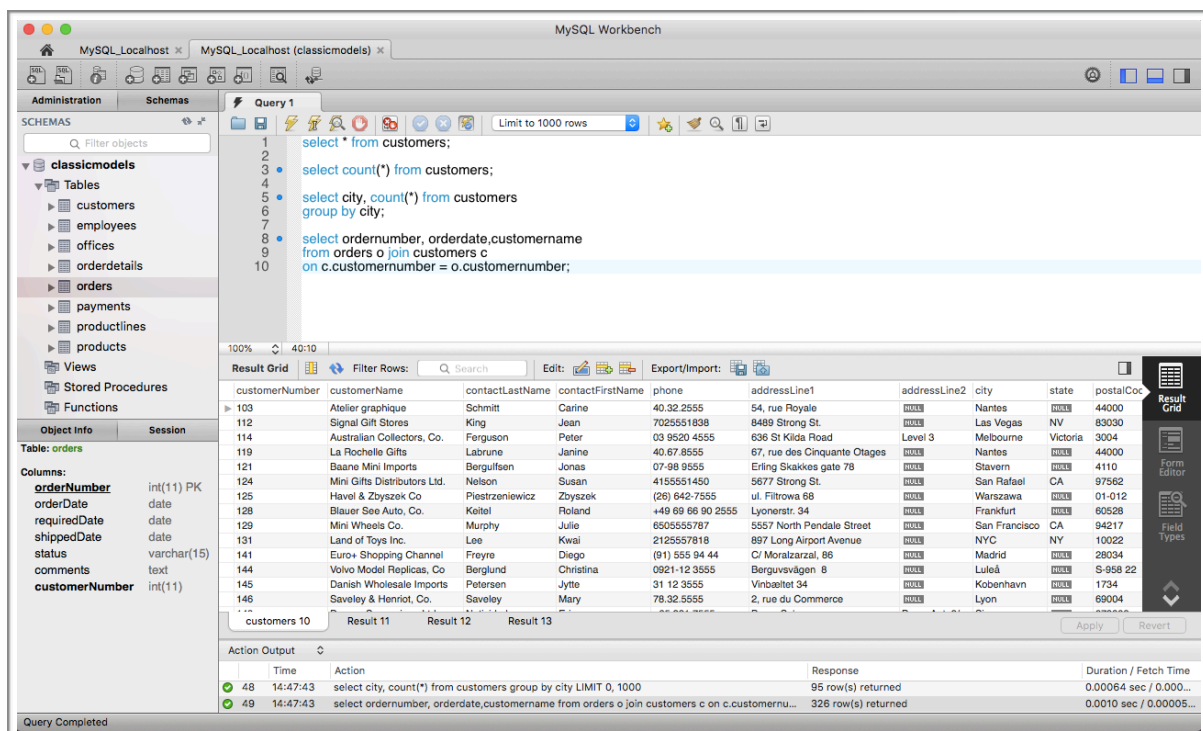 MySQL Workbench
MySQL_Localhost × MySQL_Localhost (classicmodels) ×
Administration Schemas
SCHEMAS
Filter objects
classicmodels
Tables
customers
employees
offices
orderdetails
orders
payments
productlines
products
Views
Stored Procedures
Functions
Object Info Session
Table: orders
Columns:
orderNumber int(11) PK
orderDate date
requiredDate date
shippedDate date
status varchar(15)
comments text
customerNumber int(11)
Query 1
Limit to 1000 rows
1 select * from customers;
2
3 select count(*) from customers;
4
5 select city, count(*) from customers
6 group by city;
7
8 select ordernumber, orderdate,customername
9 from orders o join customers c
10 on c.customernumber = o.customernumber;
100% 40:10
Result Grid Filter Rows: Search Edit: Export/Import:
customerNumber customerName contactLastName contactFirstName phone addressLine1 addressLine2 city state postalCoc
103 Atelier graphique Schmitt Carine 40.32.2555 54, rue Royale NULL Nantes NULL 44000
112 Signal Gift Stores King Jean 7025551838 8489 Strong St. NULL Las Vegas NV 83030
114 Australian Collectors, Co. Ferguson Peter 03 9520 4555 636 St Kilda Road Level 3 Melbourne Victoria 3004
119 La Rochelle Gifts Labrune Janine 40.67.8555 67, rue des Cinquante Otages NULL Nantes NULL 44000
121 Baane Mini Imports Bergulfsen Jonas 07-98 9555 Erling Skakkes gate 78 NULL Stavern NULL 4110
124 Mini Gifts Distributors Ltd. Nelson Susan 4155551450 5677 Strong St. NULL San Rafael CA 97562
125 Havel & Zbyszek Co Piestrzeniewicz Zbyszek (26) 642-7555 ul. Filtrowa 68 NULL Warszawa NULL 01-012
128 Blauer See Auto, Co. Keitel Roland +49 69 66 90 2555 Lyonerstr. 34 NULL Frankfurt NULL 60528
129 Mini Wheels Co. Murphy Julie 6505555787 5557 North Pendale Street NULL San Francisco CA 94217
131 Land of Toys Inc. Lee Kwai 2125557818 897 Long Airport Avenue NULL NYC NY 10022
141 Euro+ Shopping Channel Freyre Diego (91) 555 94 44 C/ Moralzarzal, 86 NULL Madrid NULL 28034
144 Volvo Model Replicas, Co Berglund Christina 0921-12 3555 Berguvsvägen 8 NULL Luleå NULL S-958 22
145 Danish Wholesale Imports Petersen Jytte 31 12 3555 Vinbæltet 34 NULL Kobenhavn NULL 1734
146 Saveley & Henriot, Co. Saveley Mary 78.32.5555 2, rue du Commerce NULL Lyon NULL 69004
Result Grid
Form Editor
Field Types
customers 10 Result 11 Result 12 Result 13
Apply Revert
Action Output
Time Action Response Duration / Fetch Time
48 14:47:43 select city, count(*) from customers group by city LIMIT 0, 1000 95 row(s) returned 0.00064 sec / 0.000...
49 14:47:43 select ordernumber, orderdate,customername from orders o join customers c on c.customernu... 326 row(s) returned 0.0010 sec / 0.00005...
Query Completed